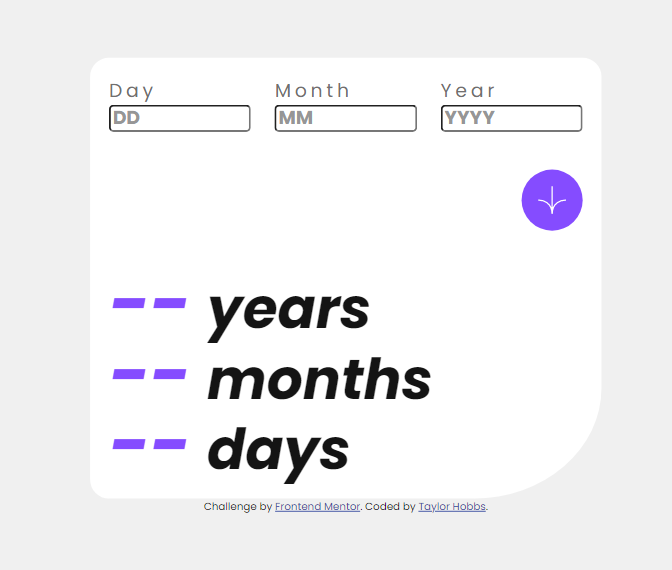 Day Month Year
DD MM YYYY
-- years
-- months
-- days
Challenge by Frontend Mentor. Coded by Taylor Hobbs.